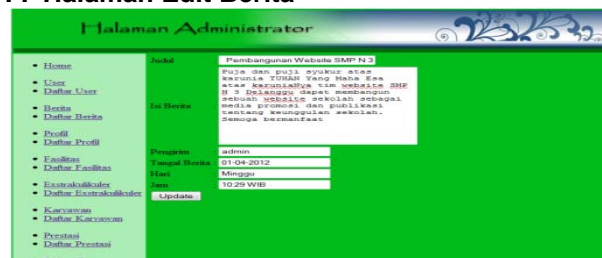 Halaman Edit Berita
Halaman Administrator
Home
User
Daftar User
Berita
Daftar Berita
Profil
Daftar Profil
Fasilitas
Daftar Fasilitas
Exstrakulikuler
Daftar Exstrakulikuler
Karyawan
Daftar Karyawan
Prestasi
Daftar Prestasi
Judul Pembangunan Website SMP N 3
Isi Berita
Puja dan puji syukur atas
karunia TUHAN Yang Maha Esa
atas karuniaNya tim website SMP
N 3 Delanggu dapat membangun
sebuah website sekolah sebagai
media promosi dan publikasi
tentang keunggulan sekolah.
Semoga bermanfaat
Pengirim admin
Tanggal Berita 01-04-2012
Hari Minggu
Jam 10:29 WIB
Update